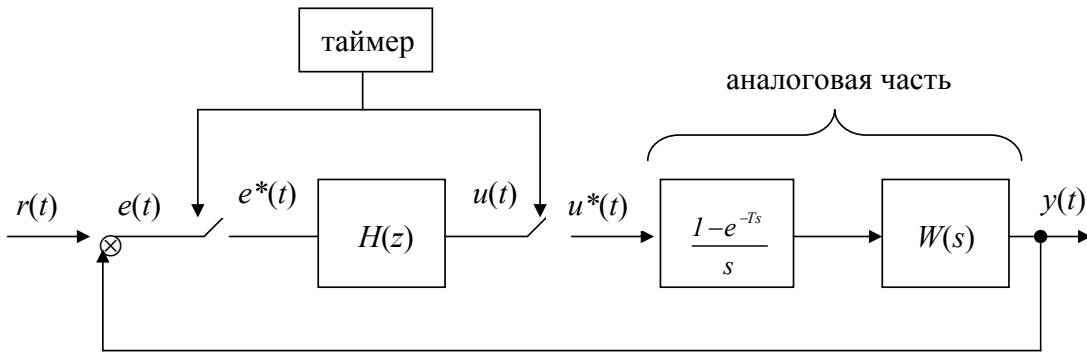 таймер
аналоговая часть
r(t)
e(t)
e*(t)
H(z)
u(t)
u*(t)
1−e^{−Ts}
s
W(s)
y(t)